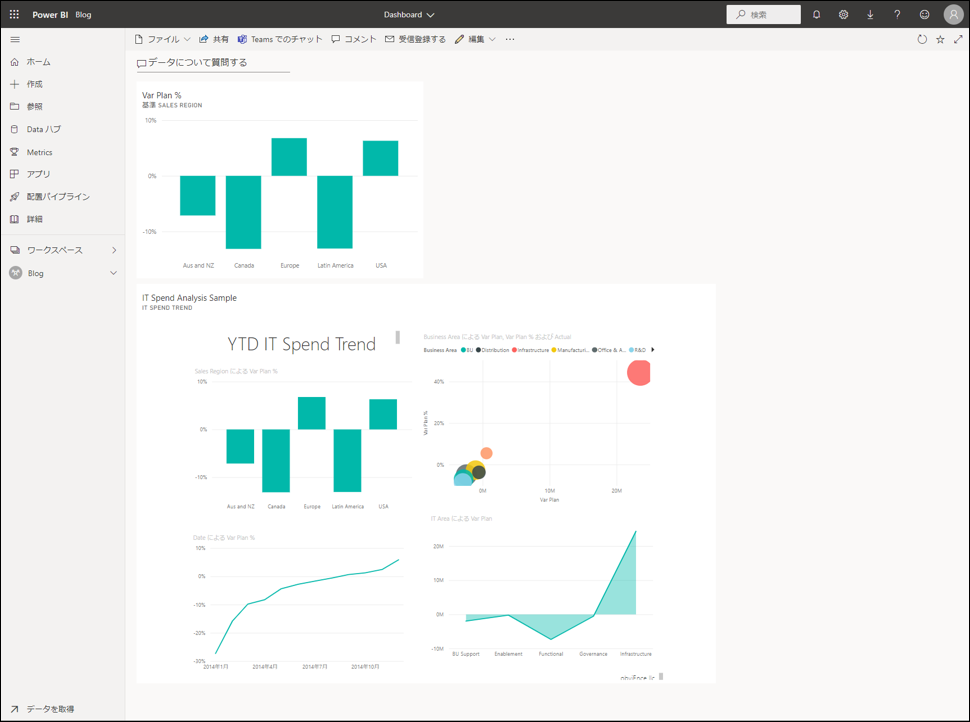 Power BI Blog
Dashboard
検索
ファイル 共有 Teams でのチャット コメント 受信登録する 編集 ···
ホーム
作成
参照
Data ハブ
Metrics
アプリ
配置パイプライン
詳細
ワークスペース
Blog
データを取得
データについて質問する
Var Plan %
基準 SALES REGION
10%
0%
-10%
Aus and NZ Canada Europe Latin America USA
IT Spend Analysis Sample
IT SPEND TREND
YTD IT Spend Trend
Sales Region による Var Plan %
10%
0%
-10%
Aus and NZ Canada Europe Latin America USA
Business Area による Var Plan, Var Plan % および Actual
Business Area BU Distribution Infrastructure Manufacturi... Office & A... R&D
Var Plan %
40%
20%
0%
0M 10M 20M
Var Plan
Date による Var Plan %
10%
0%
-10%
-20%
-30%
2014年1月 2014年4月 2014年7月 2014年10月
IT Area による Var Plan
20M
10M
0M
-10M
BU Support Enablement Functional Governance Infrastructure